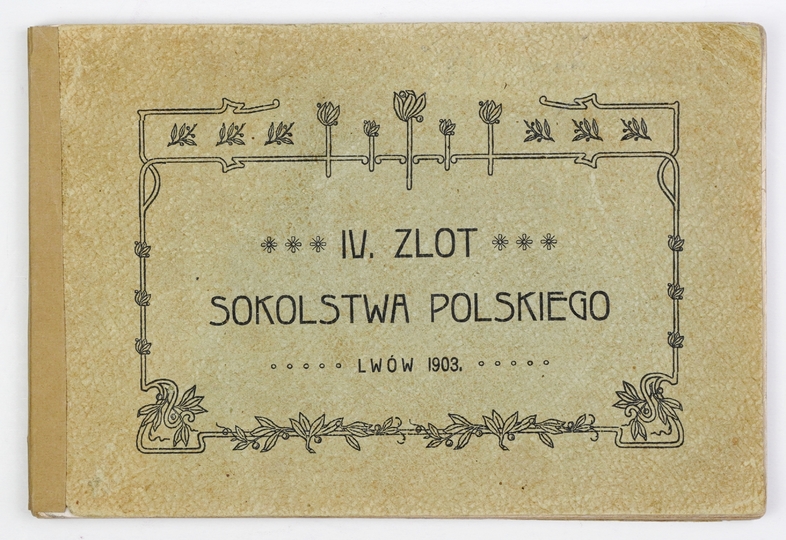 IV. ZLOT
SOKOLSTWA POLSKIEGO
LWÓW 1903.